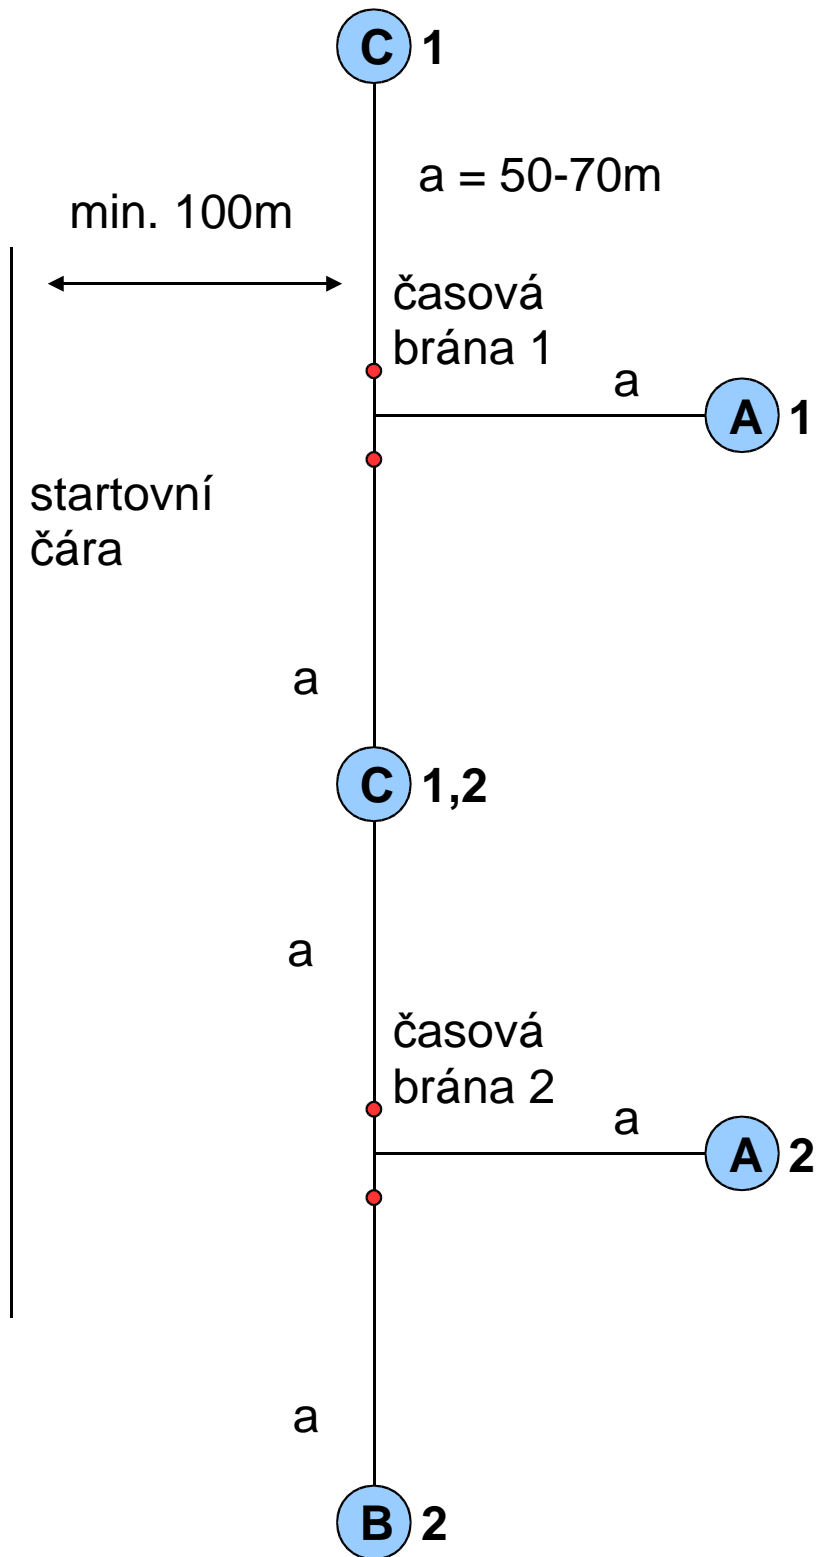 C 1
a = 50-70m
min. 100m
časová
brána 1
a
A 1
startovní
čára
a
C 1,2
a
časová
brána 2
a
A 2
a
B 2